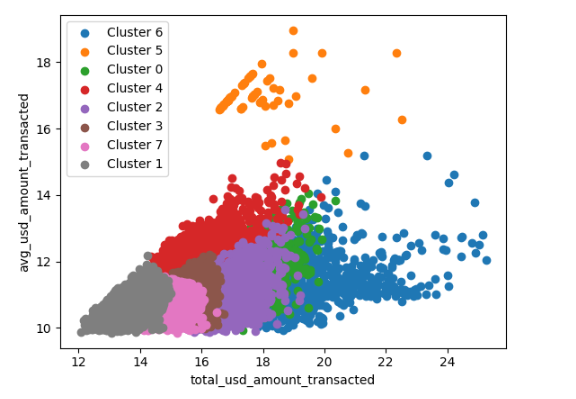 Cluster 6
Cluster 5
Cluster 0
Cluster 4
Cluster 2
Cluster 3
Cluster 7
Cluster 1
avg_usd_amount_transacted
18
16
14
12
10
12 14 16 18 20 22 24
total_usd_amount_transacted